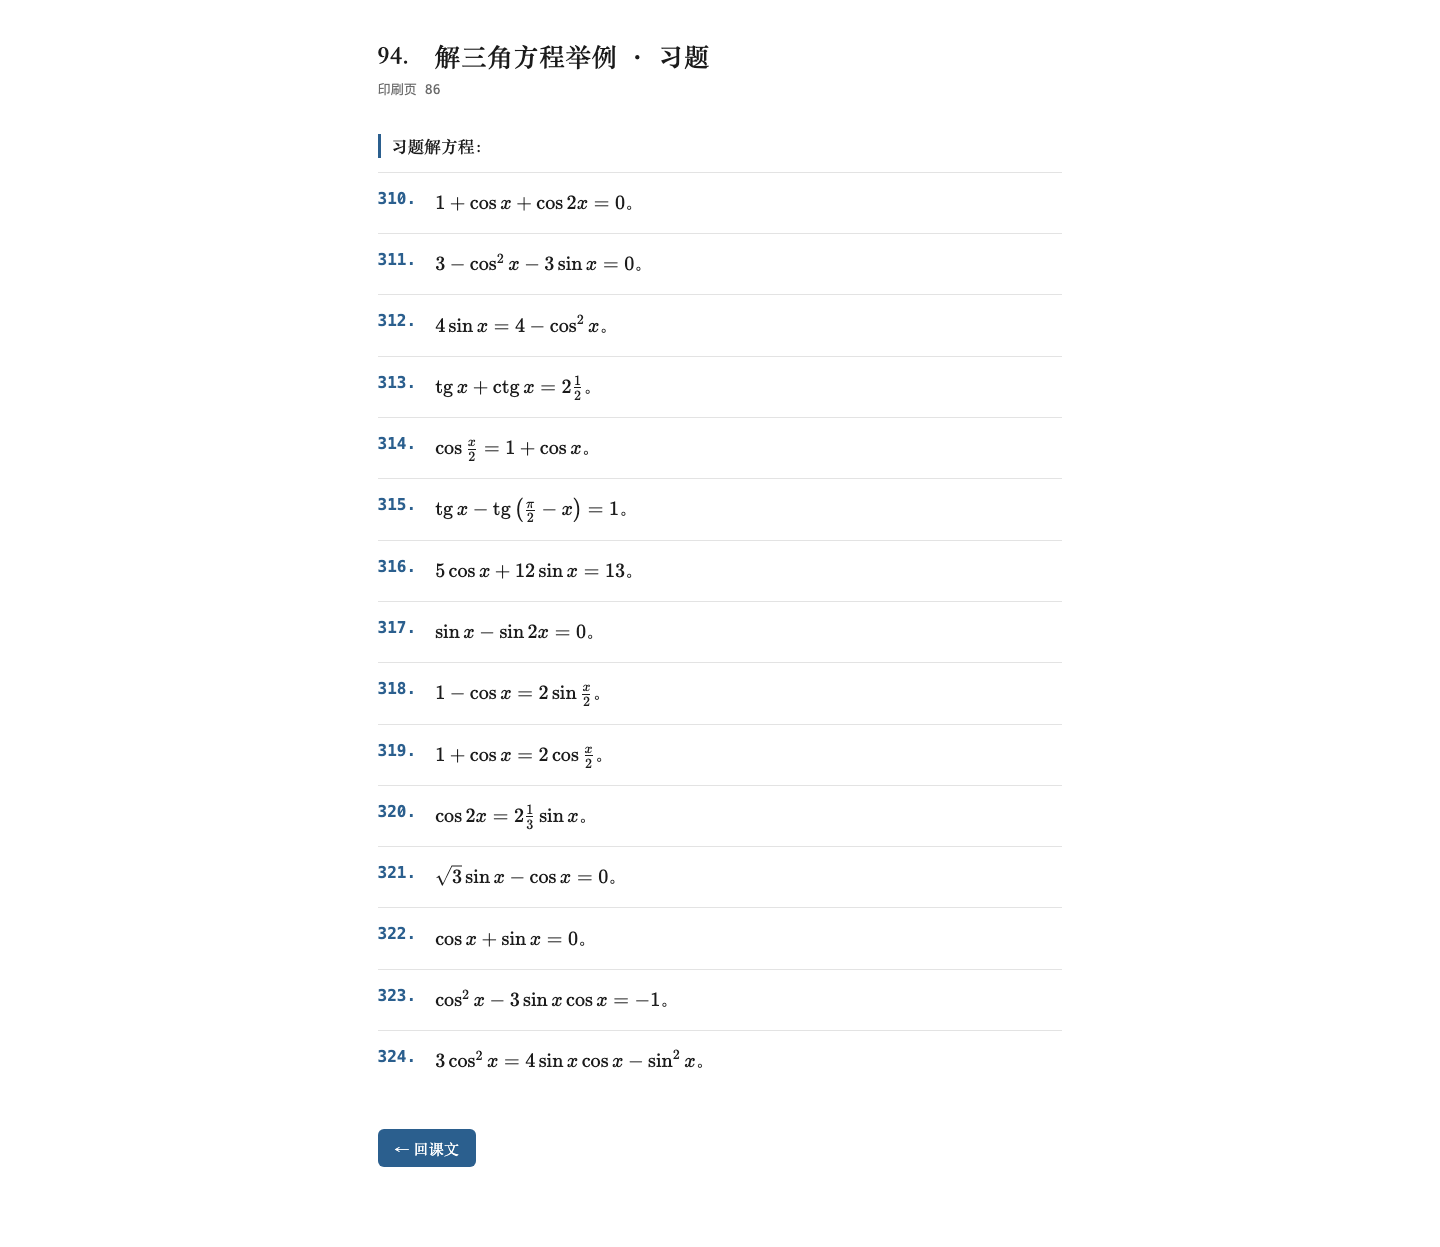 94. 解三角方程举例 · 习题
印刷页 86
习题解方程：
310. 1 + cos x + cos 2x = 0。
311. 3 − cos² x − 3 sin x = 0。
312. 4 sin x = 4 − cos² x。
313. tg x + ctg x = 2½。
314. cos x/2 = 1 + cos x。
315. tg x − tg (π/2 − x) = 1。
316. 5 cos x + 12 sin x = 13。
317. sin x − sin 2x = 0。
318. 1 − cos x = 2 sin x/2。
319. 1 + cos x = 2 cos x/2。
320. cos 2x = 2⅓ sin x。
321. √3 sin x − cos x = 0。
322. cos x + sin x = 0。
323. cos² x − 3 sin x cos x = −1。
324. 3 cos² x = 4 sin x cos x − sin² x。
← 回课文